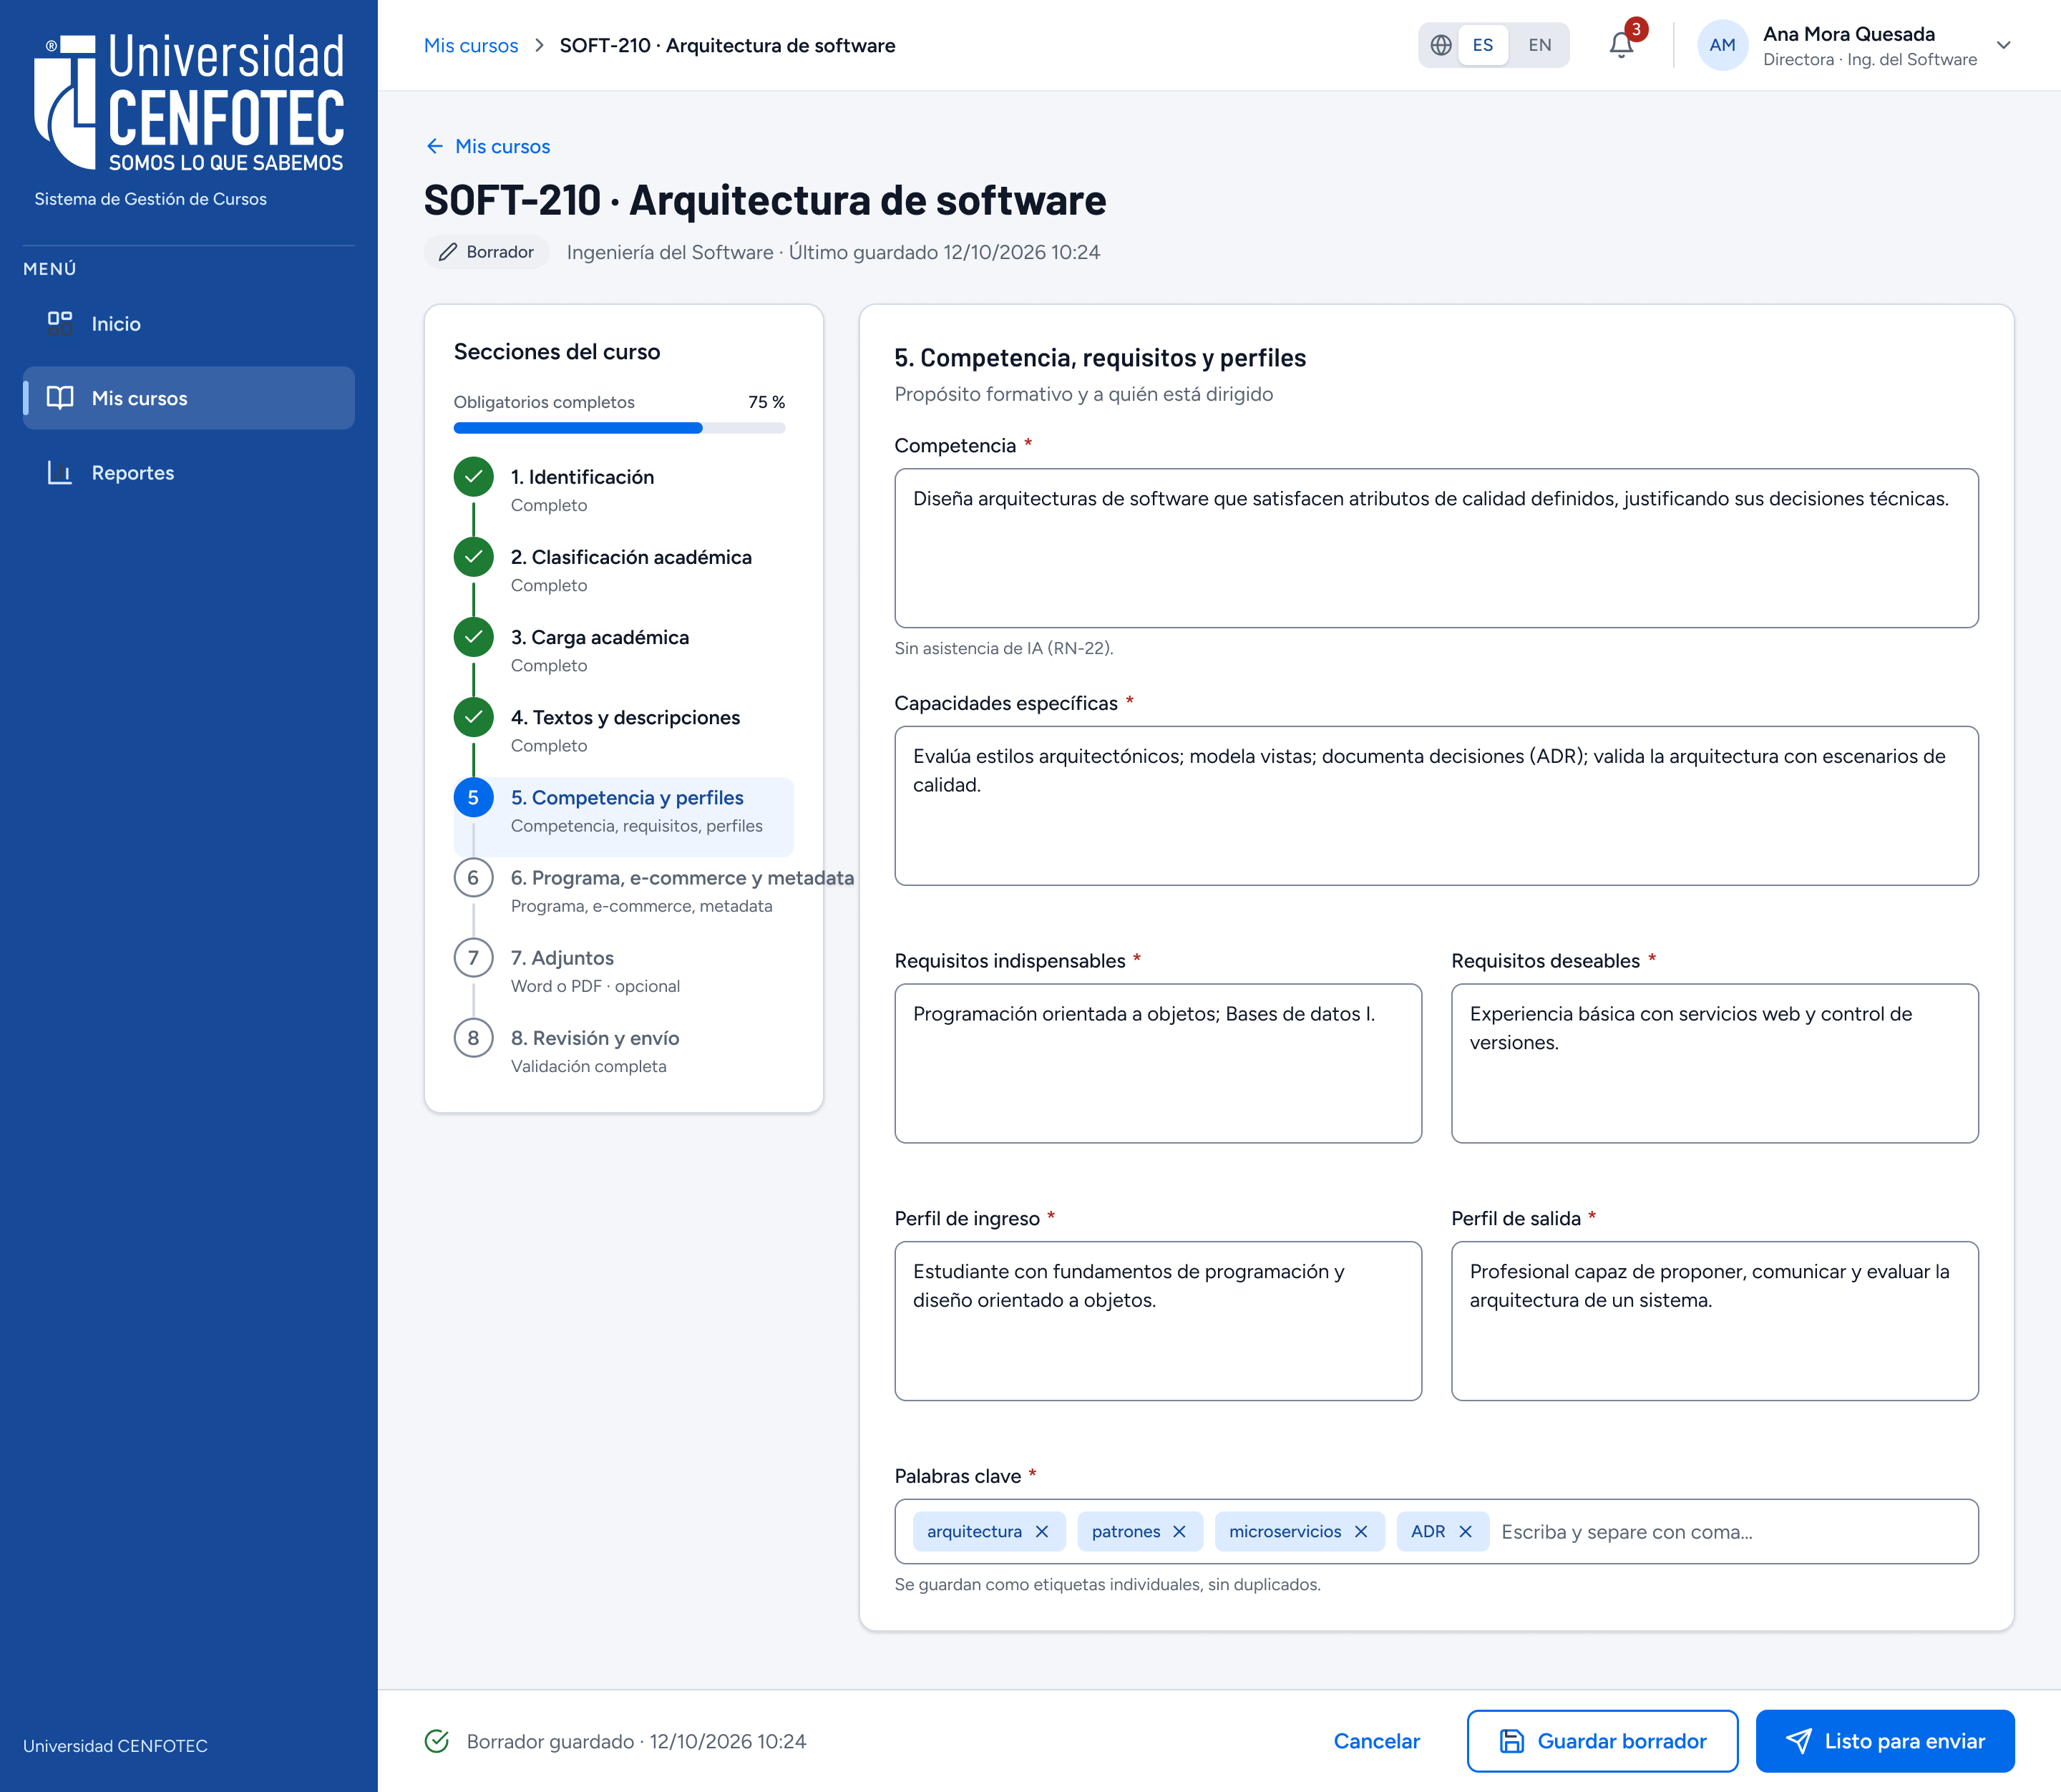 ® Universidad
CENFOTEC
SOMOS LO QUE SABEMOS
Sistema de Gestión de Cursos
MENÚ
Inicio
Mis cursos
Reportes
Universidad CENFOTEC
Mis cursos > SOFT-210 · Arquitectura de software
ES EN
3
AM
Ana Mora Quesada
Directora · Ing. del Software
← Mis cursos
SOFT-210 · Arquitectura de software
Borrador Ingeniería del Software · Último guardado 12/10/2026 10:24
Secciones del curso
Obligatorios completos 75 %
1. Identificación
Completo
2. Clasificación académica
Completo
3. Carga académica
Completo
4. Textos y descripciones
Completo
5 5. Competencia y perfiles
Competencia, requisitos, perfiles
6 6. Programa, e-commerce y metadata
Programa, e-commerce, metadata
7 7. Adjuntos
Word o PDF · opcional
8 8. Revisión y envío
Validación completa
5. Competencia, requisitos y perfiles
Propósito formativo y a quién está dirigido
Competencia *
Diseña arquitecturas de software que satisfacen atributos de calidad definidos, justificando sus decisiones técnicas.
Sin asistencia de IA (RN-22).
Capacidades específicas *
Evalúa estilos arquitectónicos; modela vistas; documenta decisiones (ADR); valida la arquitectura con escenarios de
calidad.
Requisitos indispensables *
Programación orientada a objetos; Bases de datos I.
Requisitos deseables *
Experiencia básica con servicios web y control de
versiones.
Perfil de ingreso *
Estudiante con fundamentos de programación y
diseño orientado a objetos.
Perfil de salida *
Profesional capaz de proponer, comunicar y evaluar la
arquitectura de un sistema.
Palabras clave *
arquitectura × patrones × microservicios × ADR × Escriba y separe con coma...
Se guardan como etiquetas individuales, sin duplicados.
Borrador guardado · 12/10/2026 10:24
Cancelar
Guardar borrador
Listo para enviar